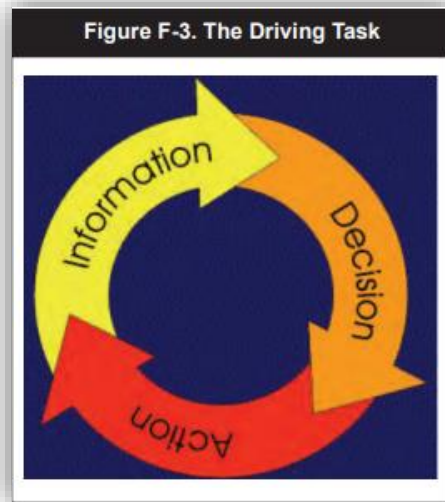 Figure F-3. The Driving Task
Information
Decision
Action